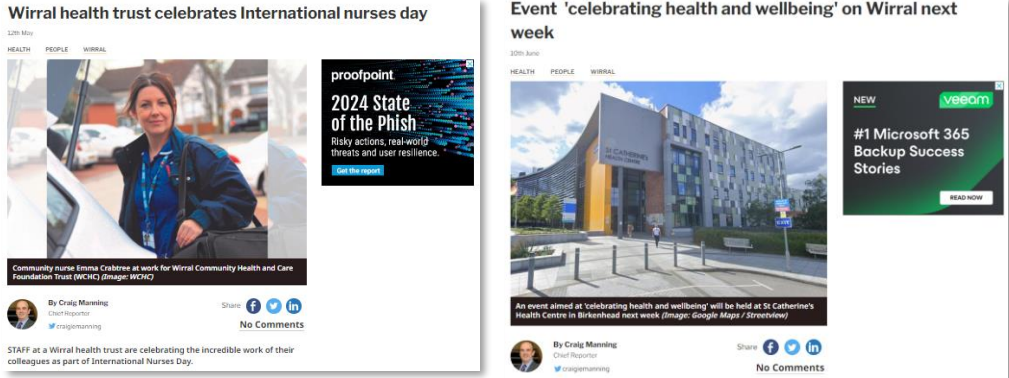 Wirral health trust celebrates International nurses day
12th May
HEALTH PEOPLE WIRRAL
proofpoint.
2024 State
of the Phish
Risky actions, real-world
threats and user resilience.
Get the report
Community nurse Emma Crabtree at work for Wirral Community Health and Care
Foundation Trust (WCHC) (Image: WCHC)
By Craig Manning
Chief Reporter
craigiemanning
Share
No Comments
STAFF at a Wirral health trust are celebrating the incredible work of their
colleagues as part of International Nurses Day.
Event 'celebrating health and wellbeing' on Wirral next
week
10th June
HEALTH PEOPLE WIRRAL
ST CATHERINE'S
HEALTH CENTRE
NEW
veeam
#1 Microsoft 365
Backup Success
Stories
READ NOW
An event aimed at 'celebrating health and wellbeing' will be held at St Catherine's
Health Centre in Birkenhead next week (Image: Google Maps / Streetview)
By Craig Manning
Chief Reporter
craigiemanning
Share
No Comments